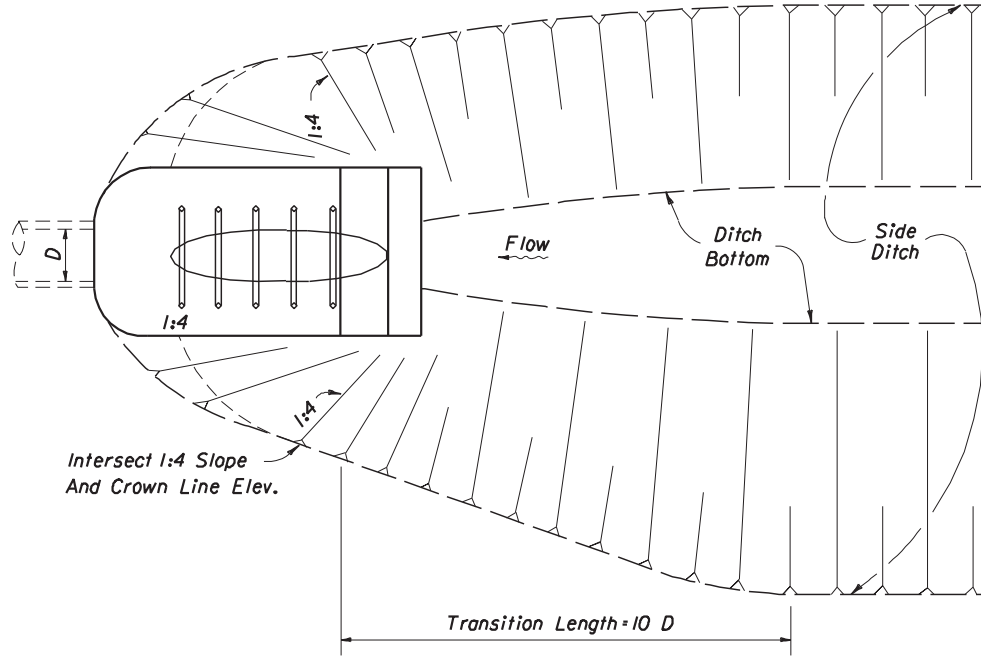 1:4
Flow
Ditch
Bottom
Side
Ditch
D
1:4
1:4
Intersect 1:4 Slope
And Crown Line Elev.
Transition Length = 10 D